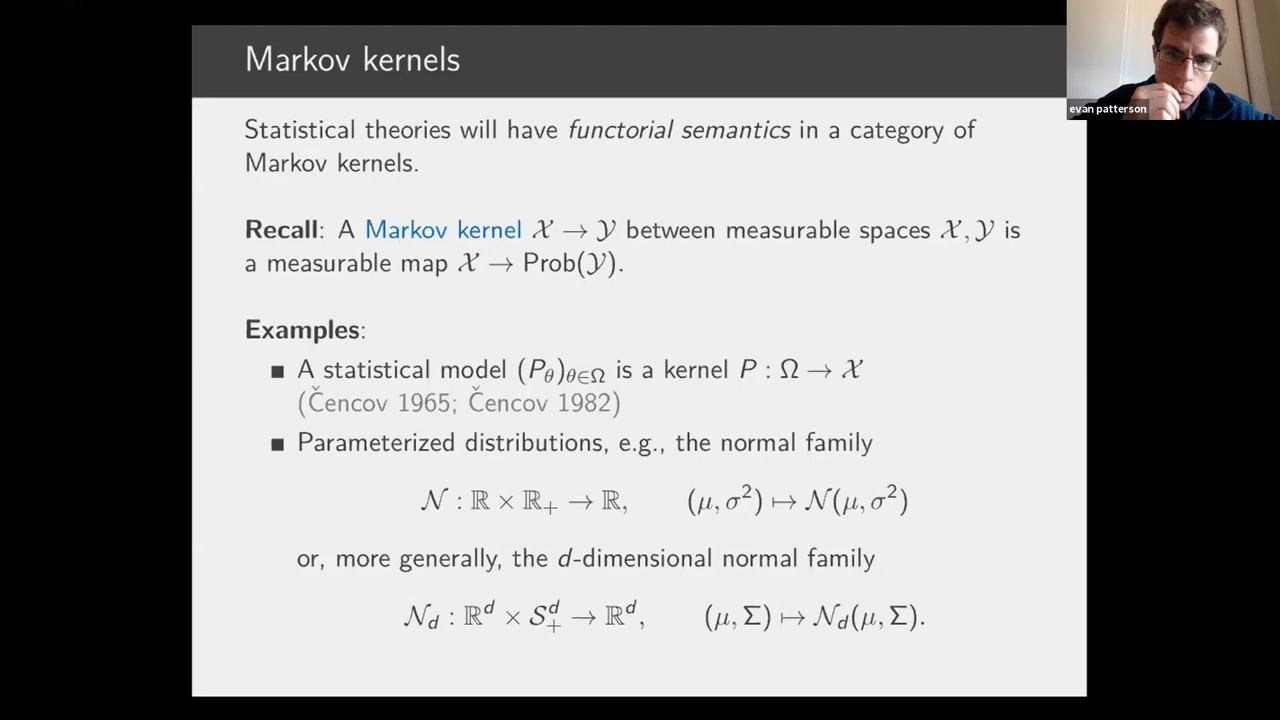 Markov kernels
evan patterson
Statistical theories will have functorial semantics in a category of
Markov kernels.
Recall: A Markov kernel 𝒳 → 𝒴 between measurable spaces 𝒳, 𝒴 is
a measurable map 𝒳 → Prob(𝒴).
Examples:
■ A statistical model (P_θ)_{θ∈Ω} is a kernel P : Ω → 𝒳
(Čencov 1965; Čencov 1982)
■ Parameterized distributions, e.g., the normal family
𝒩 : ℝ × ℝ₊ → ℝ, (μ, σ²) ↦ 𝒩(μ, σ²)
or, more generally, the d-dimensional normal family
𝒩_d : ℝ^d × 𝒮₊^d → ℝ^d, (μ, Σ) ↦ 𝒩_d(μ, Σ).